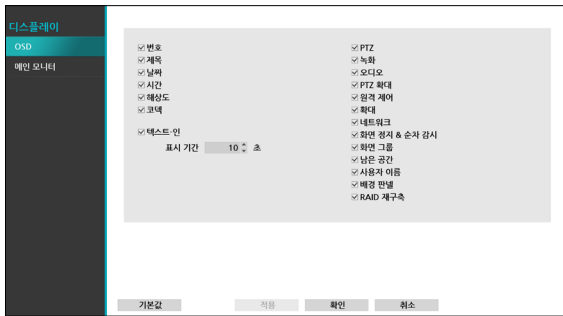 디스플레이
OSD
메인 모니터
번호
제목
날짜
시간
해상도
코덱
텍스트-인
표시 기간 10 초
PTZ
녹화
오디오
PTZ 확대
원격 제어
확대
네트워크
화면 정지 & 순차 감시
화면 그룹
남은 공간
사용자 이름
배경 판넬
RAID 재구축
기본값 적용 확인 취소